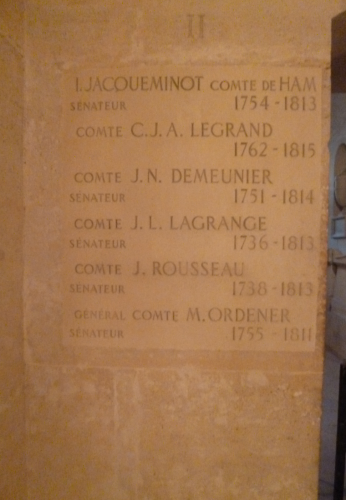 II
I. JACQUEMINOT COMTE DE HAM
SÉNATEUR 1754 - 1813
COMTE C.J.A. LEGRAND
1762 - 1815
COMTE J.N. DEMEUNIER
SÉNATEUR 1751 - 1814
COMTE J.L. LAGRANGE
SÉNATEUR 1736 - 1813
COMTE J. ROUSSEAU
SÉNATEUR 1738 - 1813
GÉNÉRAL COMTE M. ORDENER
SÉNATEUR 1755 - 1811